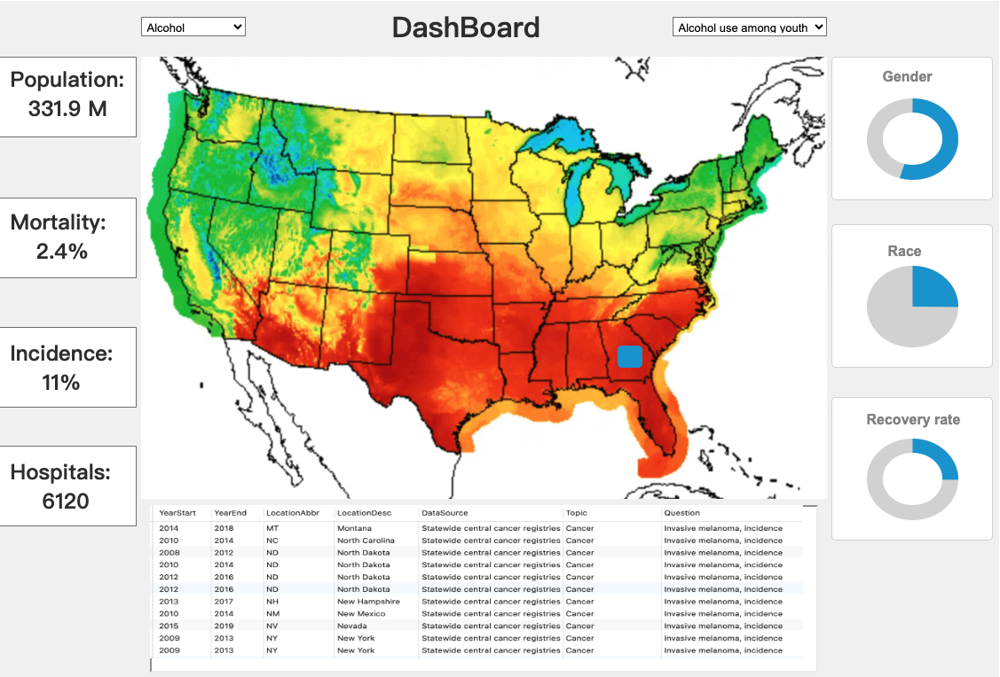 Alcohol
DashBoard
Alcohol use among youth
Population:
331.9 M
Mortality:
2.4%
Incidence:
11%
Hospitals:
6120
Gender
Race
Recovery rate
YearStart YearEnd LocationAbbr LocationDesc DataSource Topic Question
2014 2018 MT Montana Statewide central cancer registries Cancer Invasive melanoma, incidence
2010 2014 NC North Carolina Statewide central cancer registries Cancer Invasive melanoma, incidence
2008 2012 ND North Dakota Statewide central cancer registries Cancer Invasive melanoma, incidence
2010 2014 ND North Dakota Statewide central cancer registries Cancer Invasive melanoma, incidence
2012 2016 ND North Dakota Statewide central cancer registries Cancer Invasive melanoma, incidence
2012 2016 ND North Dakota Statewide central cancer registries Cancer Invasive melanoma, incidence
2013 2017 NH New Hampshire Statewide central cancer registries Cancer Invasive melanoma, incidence
2010 2014 NM New Mexico Statewide central cancer registries Cancer Invasive melanoma, incidence
2015 2019 NV Nevada Statewide central cancer registries Cancer Invasive melanoma, incidence
2009 2013 NY New York Statewide central cancer registries Cancer Invasive melanoma, incidence
2009 2013 NY New York Statewide central cancer registries Cancer Invasive melanoma, incidence